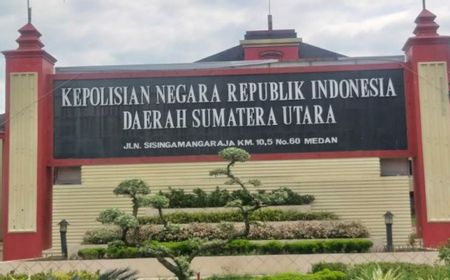 KEPOLISIAN NEGARA REPUBLIK INDONESIA
DAERAH SUMATERA UTARA
JLN. SISINGAMANGARAJA KM. 10,5 No.60 MEDAN